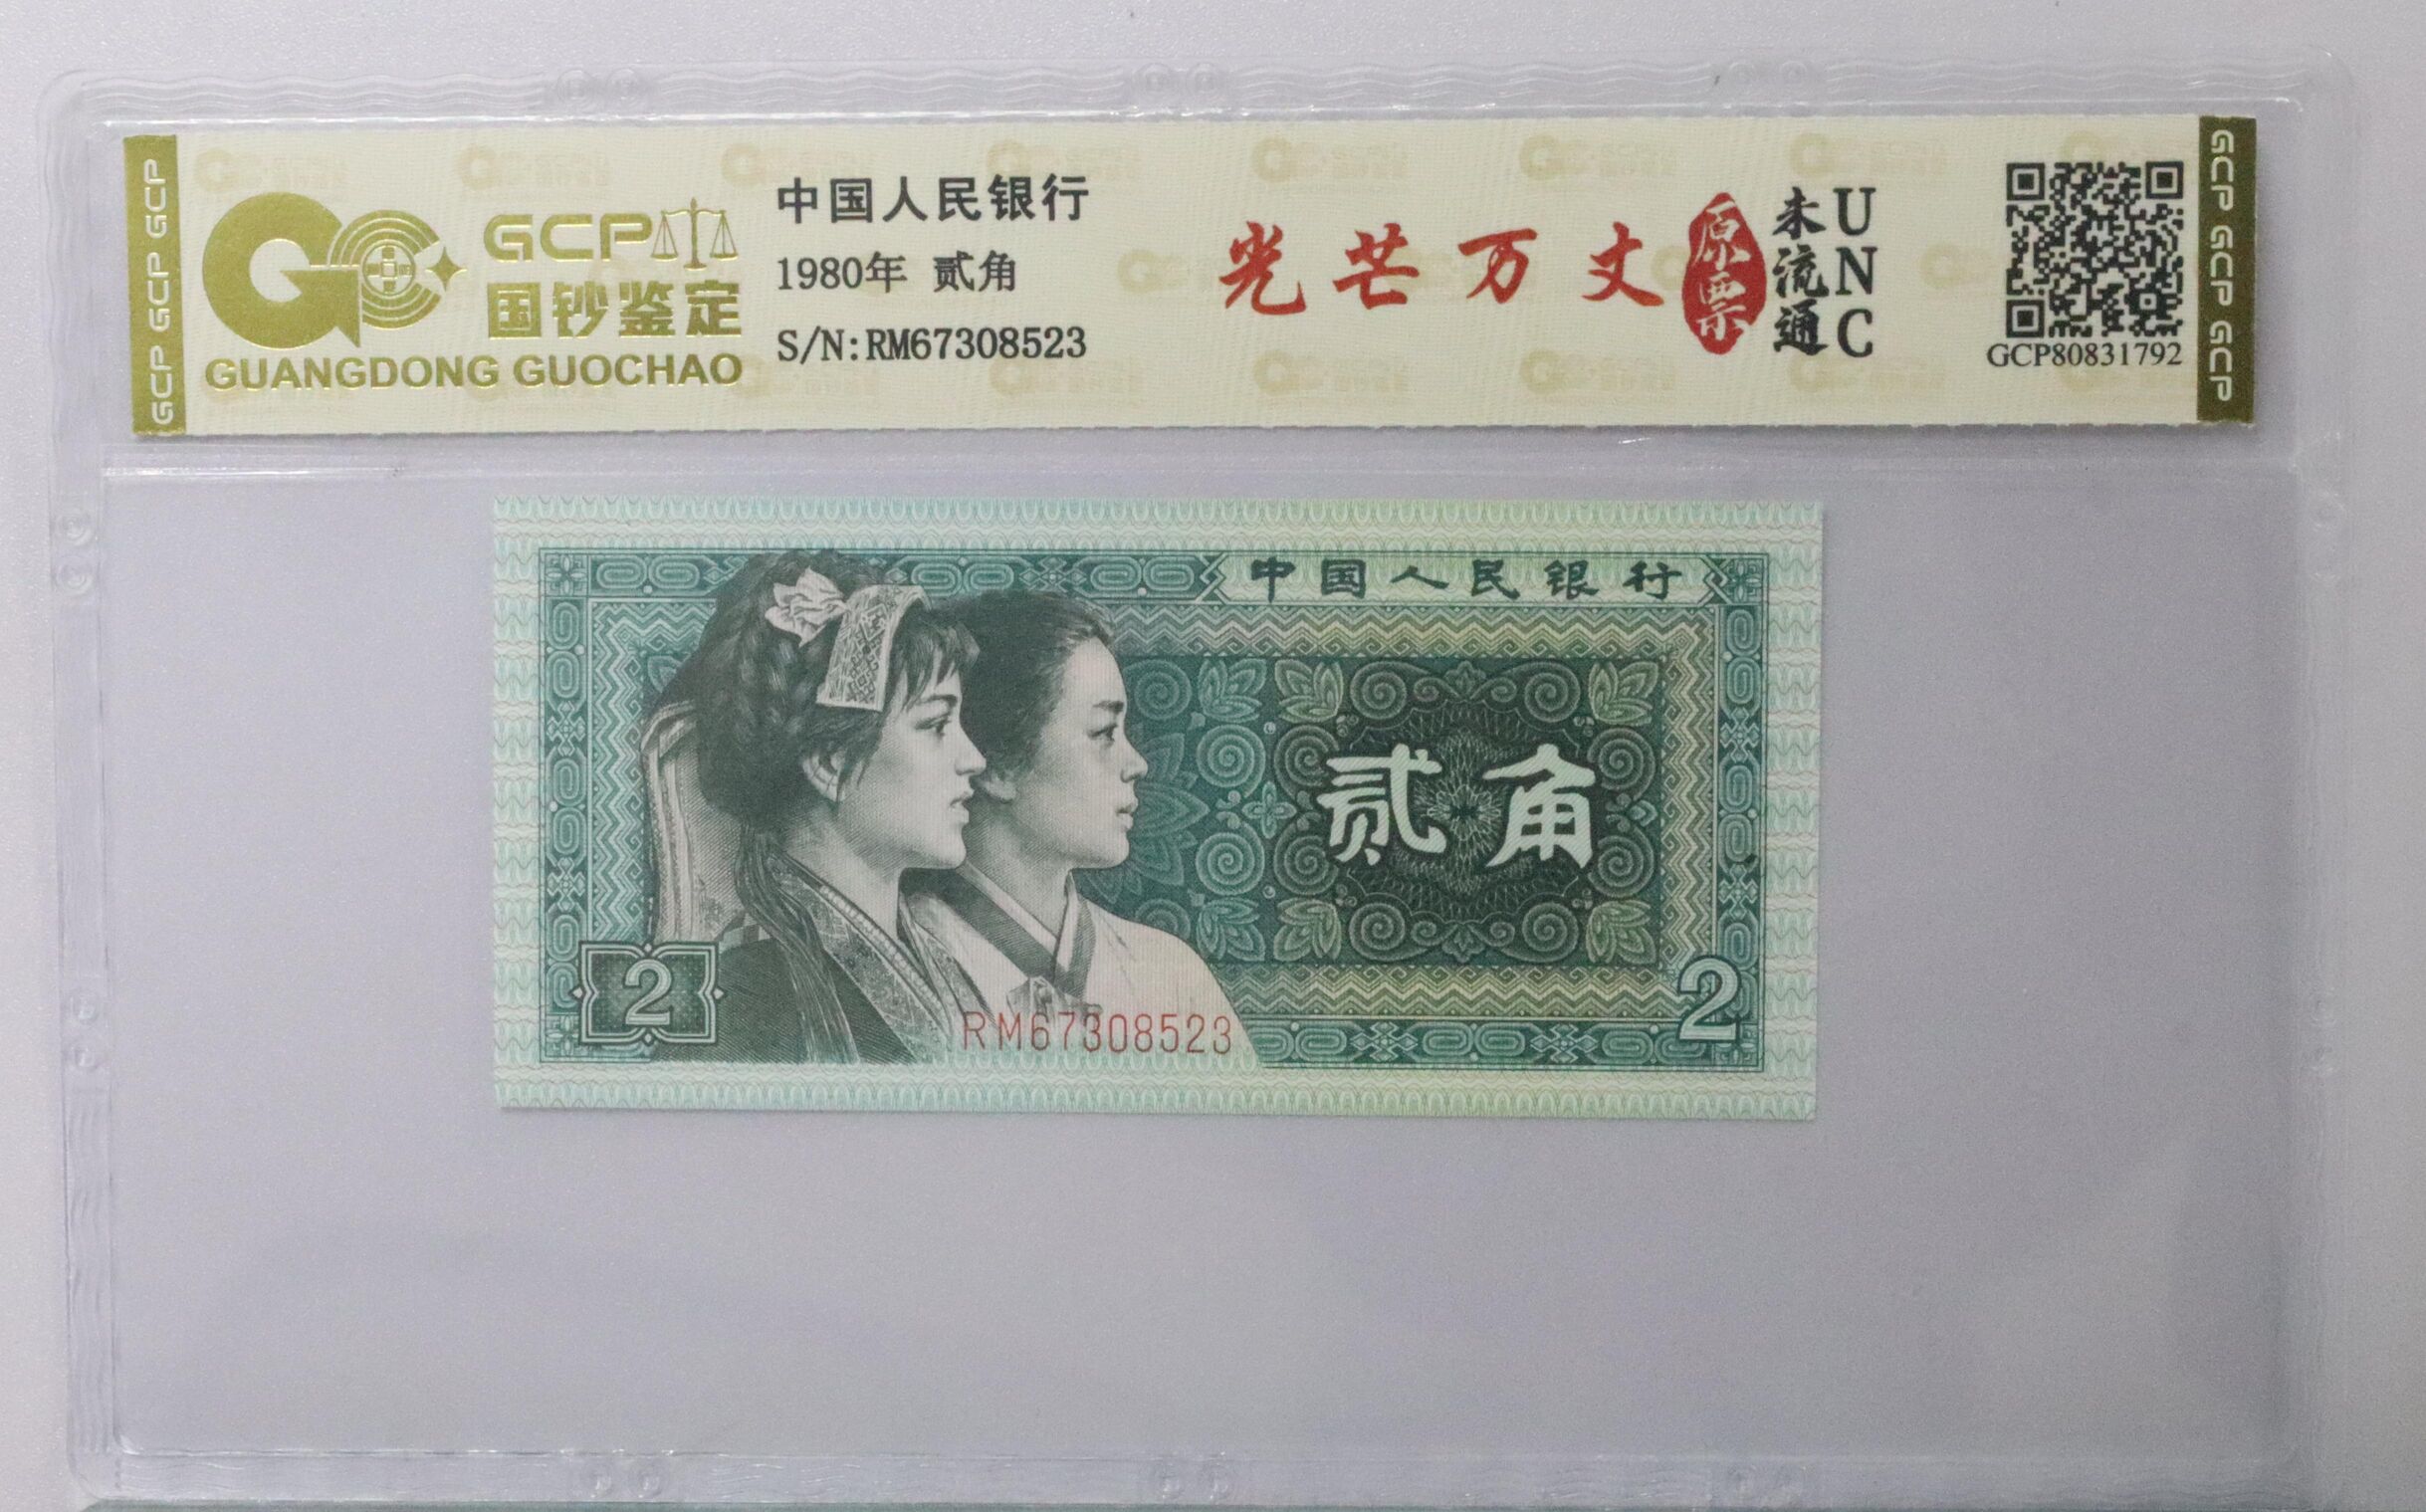 GCP GCP GCP
GCP
国钞鉴定
GUANGDONG GUOCHAO
中国人民银行
1980年 贰角
S/N:RM67308523
光芒万丈
原票
未流通
UNC
GCP80831792
GCP GCP GCP
中国人民银行
贰角
2
RM67308523
2